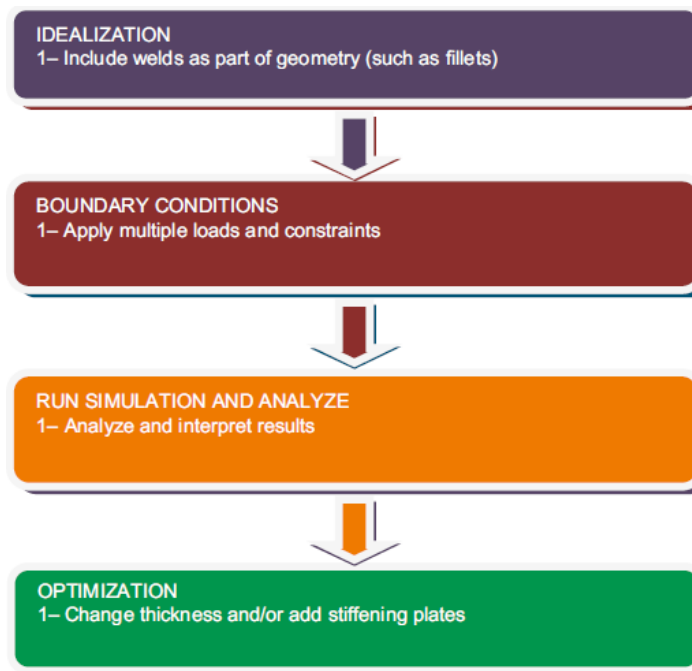 IDEALIZATION
1– Include welds as part of geometry (such as fillets)
BOUNDARY CONDITIONS
1– Apply multiple loads and constraints
RUN SIMULATION AND ANALYZE
1– Analyze and interpret results
OPTIMIZATION
1– Change thickness and/or add stiffening plates